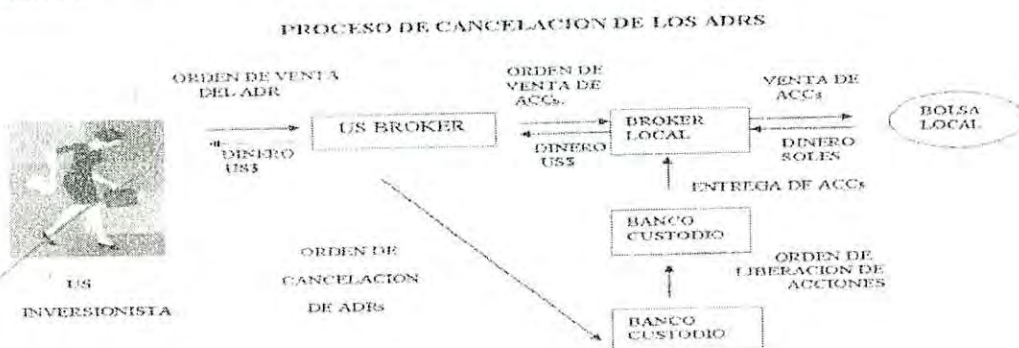 PROCESO DE CANCELACION DE LOS ADRS
ORDEN DE VENTA
DEL ADR
ORDEN DE
VENTA DE
ACCs.
VENTA DE
ACCs
US BROKER
BROKER
LOCAL
BOLSA
LOCAL
DINERO
US$
DINERO
US$
DINERO
SOLES
ENTREGA DE ACCs
BANCO
CUSTODIO
ORDEN DE
CANCELACION
DE ADRs
ORDEN DE
LIBERACION DE
ACCIONES
US
INVERSIONISTA
BANCO
CUSTODIO